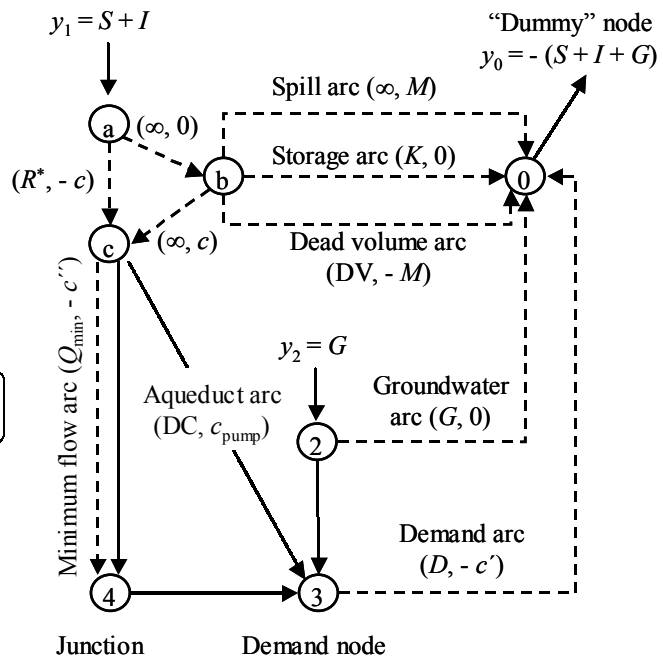 y₁ = S + I
“Dummy” node
y₀ = - (S + I + G)
Spill arc (∞, M)
a
(∞, 0)
Storage arc (K, 0)
b
0
(R*, - c)
c
(∞, c)
Dead volume arc
(DV, - M)
Minimum flow arc (Qmin, - c´´)
y₂ = G
Aqueduct arc
(DC, cpump)
Groundwater
arc (G, 0)
2
Demand arc
(D, - c´)
4
3
Junction
Demand node